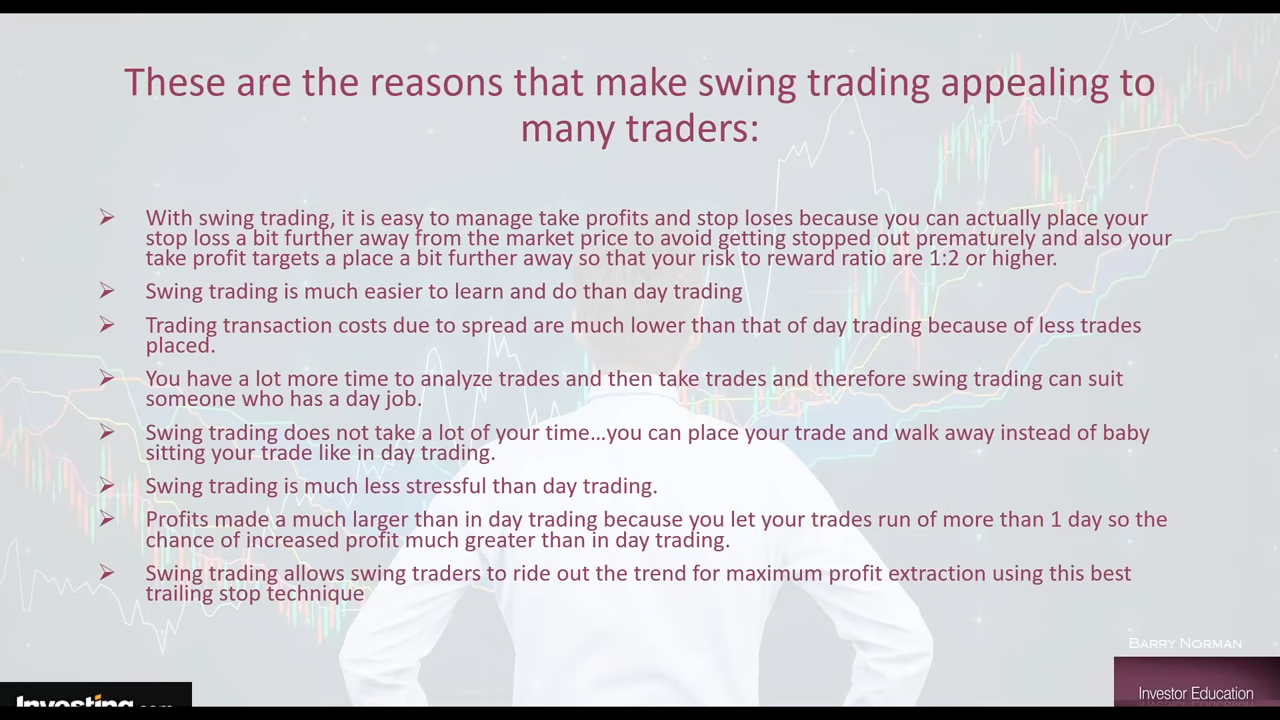 These are the reasons that make swing trading appealing to
many traders:
With swing trading, it is easy to manage take profits and stop loses because you can actually place your
stop loss a bit further away from the market price to avoid getting stopped out prematurely and also your
take profit targets a place a bit further away so that your risk to reward ratio are 1:2 or higher.
Swing trading is much easier to learn and do than day trading
Trading transaction costs due to spread are much lower than that of day trading because of less trades
placed.
You have a lot more time to analyze trades and then take trades and therefore swing trading can suit
someone who has a day job.
Swing trading does not take a lot of your time...you can place your trade and walk away instead of baby
sitting your trade like in day trading.
Swing trading is much less stressful than day trading.
Profits made a much larger than in day trading because you let your trades run of more than 1 day so the
chance of increased profit much greater than in day trading.
Swing trading allows swing traders to ride out the trend for maximum profit extraction using this best
trailing stop technique
BARRY NORMAN
Investing.com
Investor Education